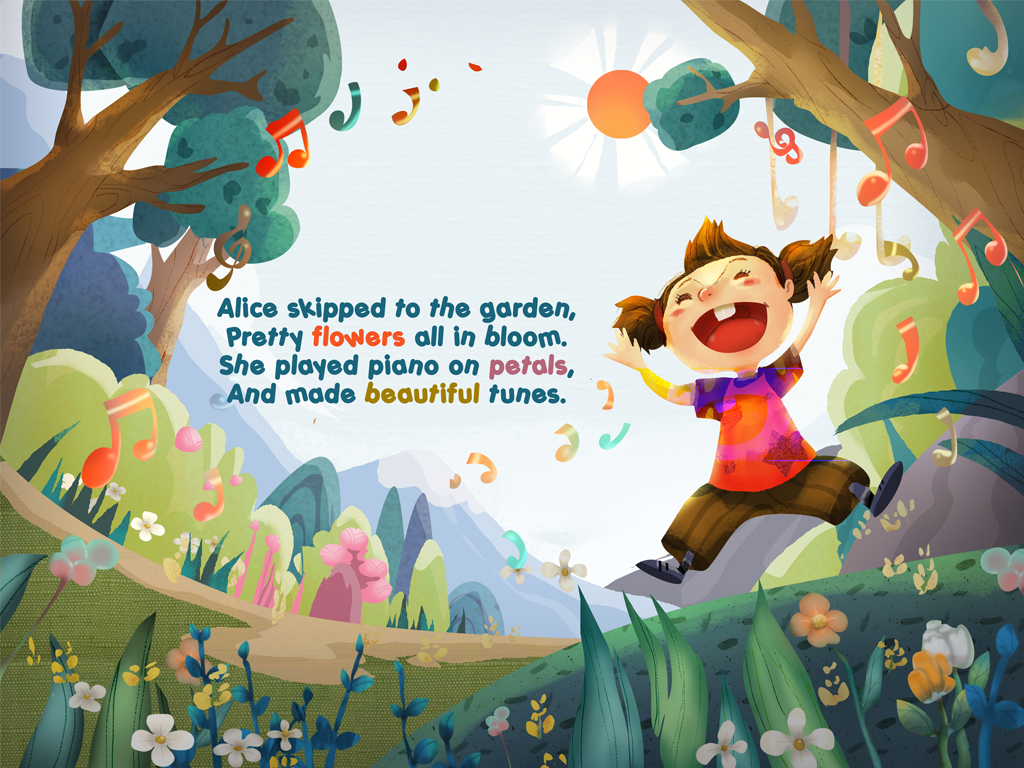 Alice skipped to the garden,
Pretty flowers all in bloom.
She played piano on petals,
And made beautiful tunes.